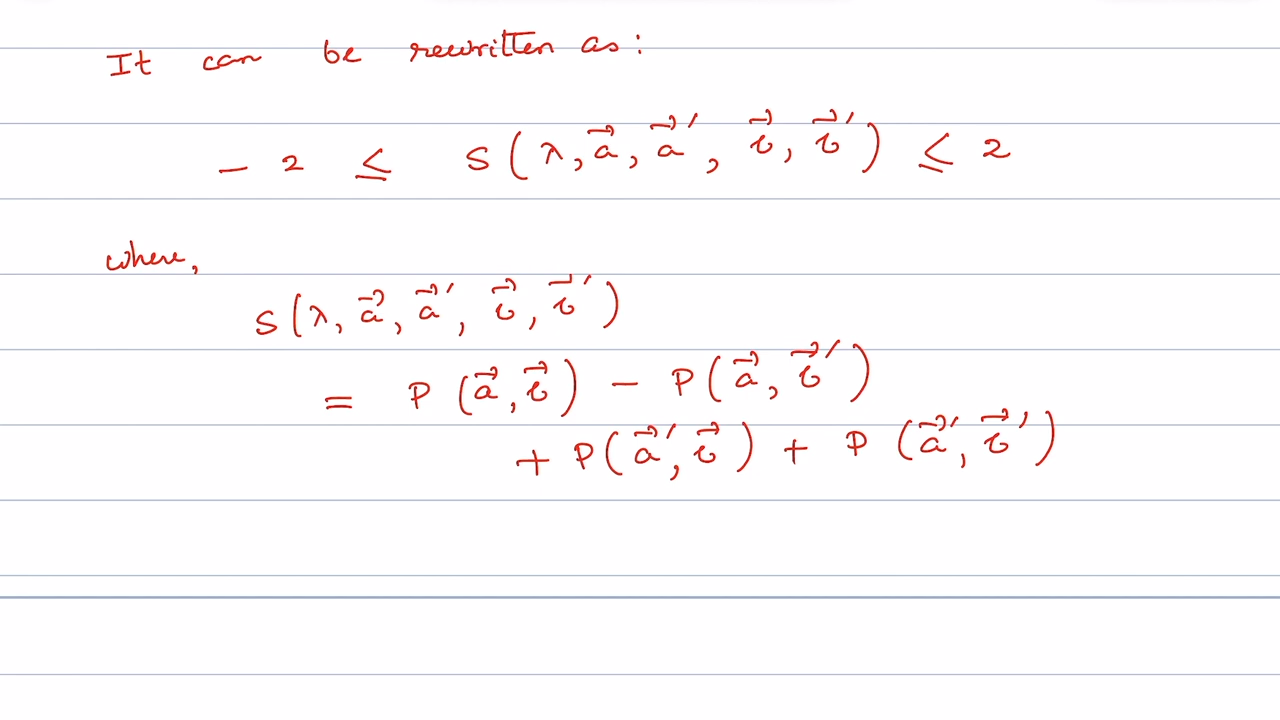 It can be rewritten as:
- 2 ≤ S(λ, a⃗, a⃗′, b⃗, b⃗′) ≤ 2
where,
S(λ, a⃗, a⃗′, b⃗, b⃗′)
= P(a⃗, b⃗) - P(a⃗, b⃗′)
+ P(a⃗′, b⃗) + P(a⃗′, b⃗′)